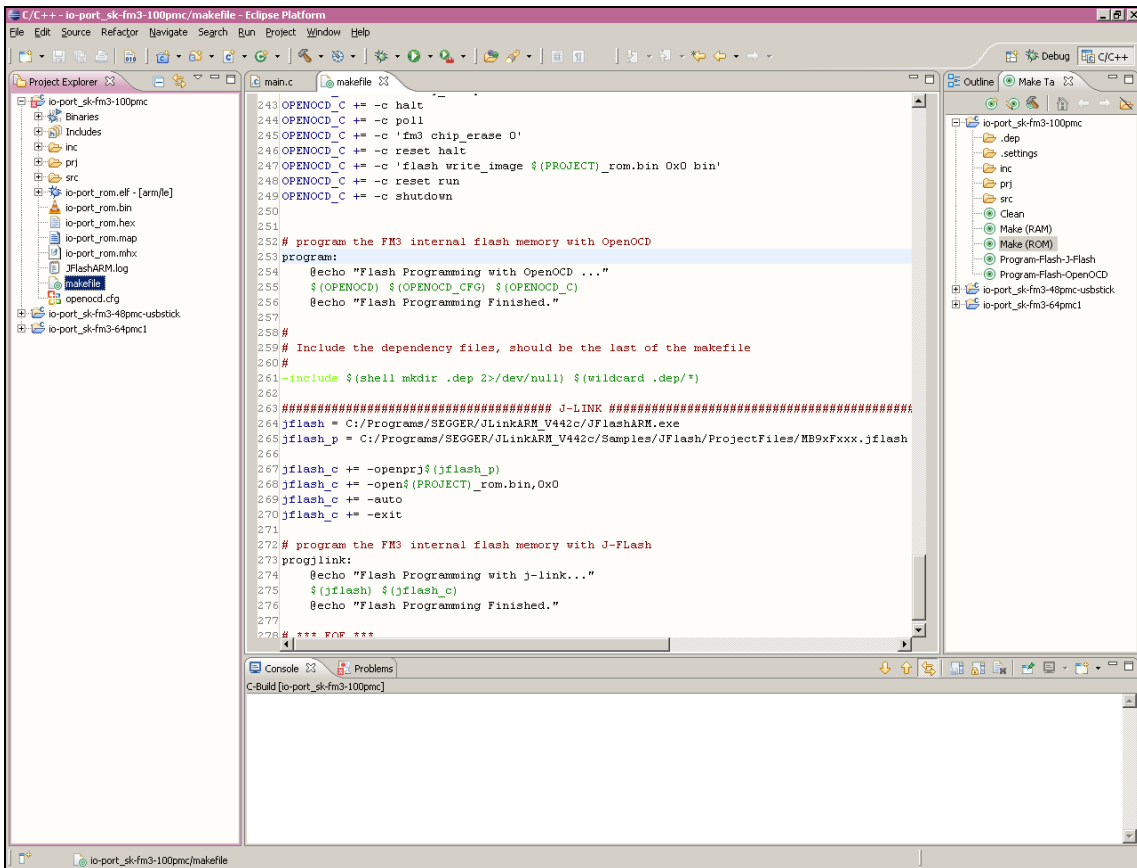 C/C++ - io-port_sk-fm3-100pmc/makefile - Eclipse Platform
File Edit Source Refactor Navigate Search Run Project Window Help
Debug C/C++
Project Explorer
io-port_sk-fm3-100pmc
Binaries
Includes
inc
prj
src
io-port_rom.elf - [arm/le]
io-port_rom.bin
io-port_rom.hex
io-port_rom.map
io-port_rom.mhx
JFlashARM.log
makefile
openocd.cfg
io-port_sk-fm3-48pmc-usbstick
io-port_sk-fm3-64pmc1
main.c makefile
243 OPENOCD_C += -c halt
244 OPENOCD_C += -c poll
245 OPENOCD_C += -c 'fm3 chip_erase 0'
246 OPENOCD_C += -c reset halt
247 OPENOCD_C += -c 'flash write_image $(PROJECT)_rom.bin 0x0 bin'
248 OPENOCD_C += -c reset run
249 OPENOCD_C += -c shutdown
250
251
252 # program the FM3 internal flash memory with OpenOCD
253 program:
254 @echo "Flash Programming with OpenOCD ..."
255 $(OPENOCD) $(OPENOCD_CFG) $(OPENOCD_C)
256 @echo "Flash Programming Finished."
257
258 #
259 # Include the dependency files, should be the last of the makefile
260 #
261 -include $(shell mkdir .dep 2>/dev/null) $(wildcard .dep/*)
262
263 ###################################### J-LINK ###########################################
264 jflash = C:/Programs/SEGGER/JLinkARM_V442c/JFlashARM.exe
265 jflash_p = C:/Programs/SEGGER/JLinkARM_V442c/Samples/JFlash/ProjectFiles/MB9xFxxx.jflash
266
267 jflash_c += -openprj$(jflash_p)
268 jflash_c += -open$(PROJECT)_rom.bin,0x0
269 jflash_c += -auto
270 jflash_c += -exit
271
272 # program the FM3 internal flash memory with J-FLash
273 progjlink:
274 @echo "Flash Programming with j-link..."
275 $(jflash) $(jflash_c)
276 @echo "Flash Programming Finished."
277
278 # *** EOF ***
Outline Make Ta
io-port_sk-fm3-100pmc
.dep
.settings
inc
prj
src
Clean
Make (RAM)
Make (ROM)
Program-Flash-J-Flash
Program-Flash-OpenOCD
io-port_sk-fm3-48pmc-usbstick
io-port_sk-fm3-64pmc1
Console Problems
C-Build [io-port_sk-fm3-100pmc]
io-port_sk-fm3-100pmc/makefile